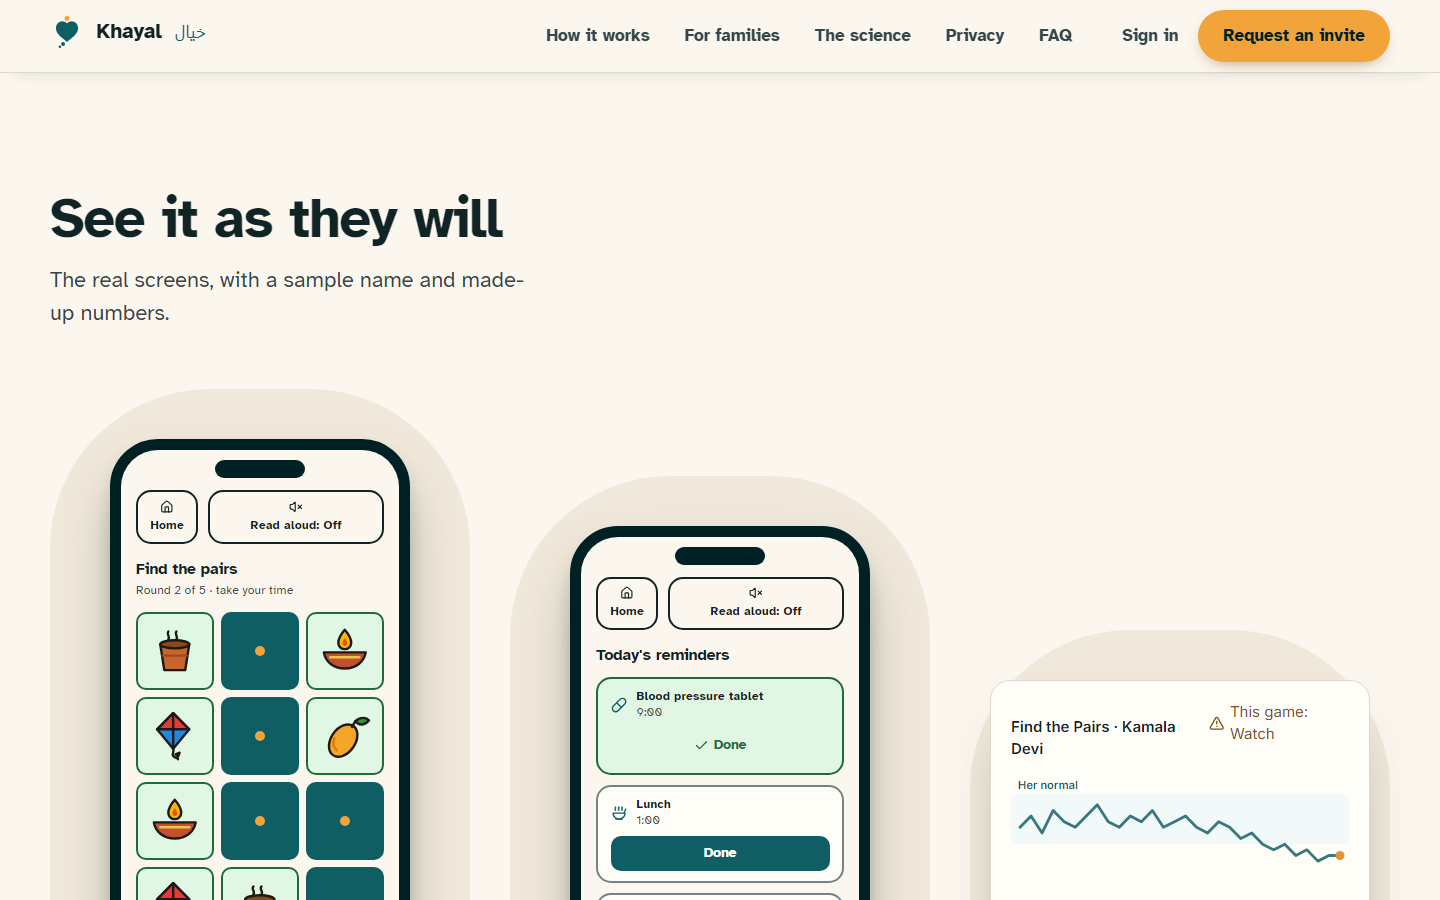 Khayal خيال
How it works
For families
The science
Privacy
FAQ
Sign in
Request an invite
See it as they will
The real screens, with a sample name and made-
up numbers.
Home
Read aloud: Off
Find the pairs
Round 2 of 5 · take your time
Home
Read aloud: Off
Today's reminders
Blood pressure tablet
9:00
Done
Lunch
1:00
Done
Find the Pairs · Kamala
Devi
This game:
Watch
Her normal